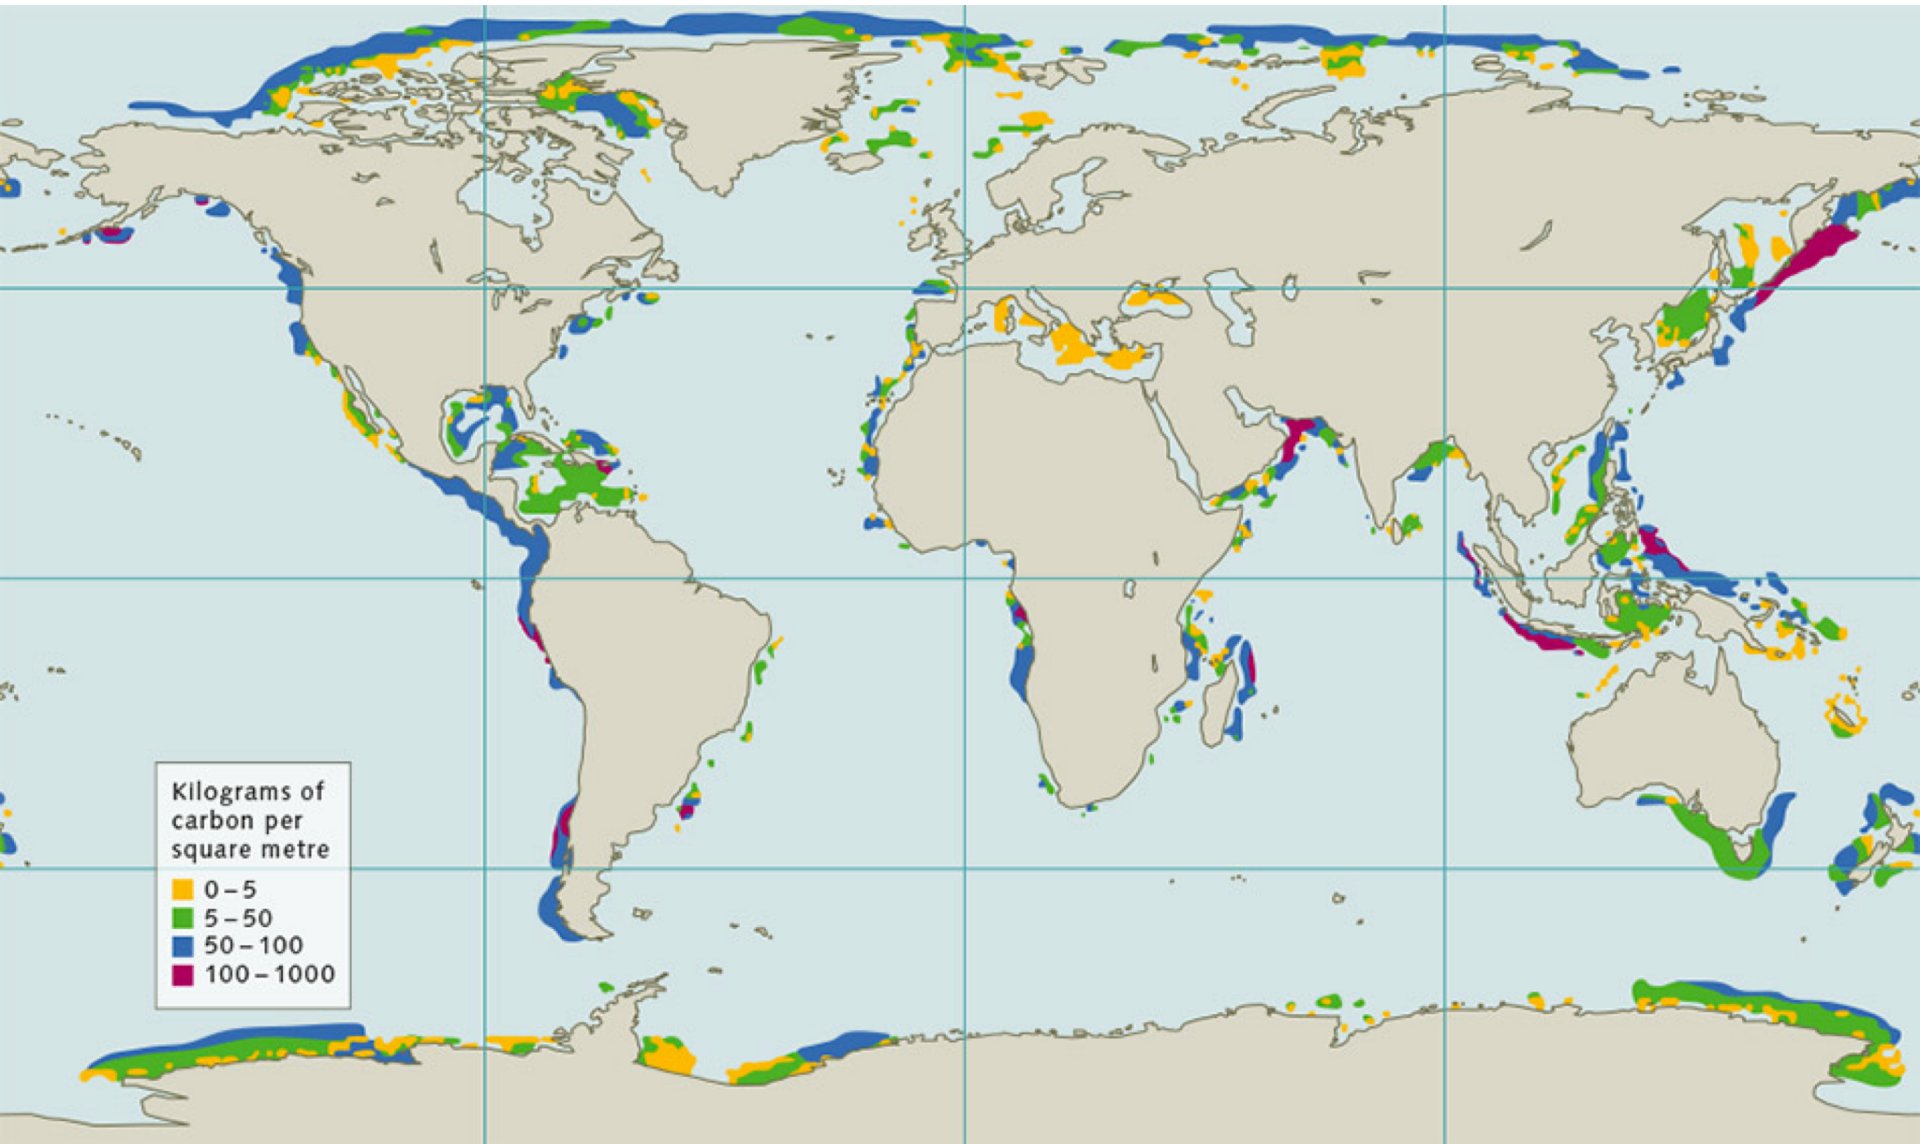 Kilograms of
carbon per
square metre
0–5
5–50
50–100
100–1000